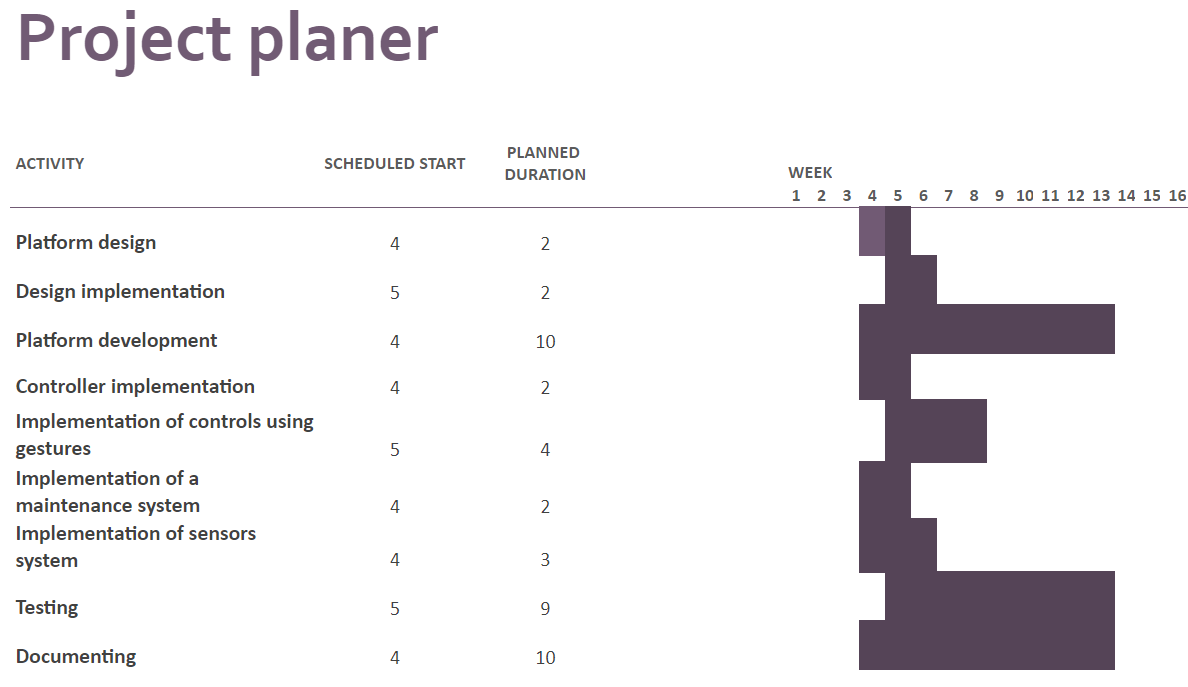 Project planer
ACTIVITY SCHEDULED START PLANNED DURATION WEEK
1 2 3 4 5 6 7 8 9 10 11 12 13 14 15 16
Platform design 4 2
Design implementation 5 2
Platform development 4 10
Controller implementation 4 2
Implementation of controls using
gestures 5 4
Implementation of a
maintenance system 4 2
Implementation of sensors
system 4 3
Testing 5 9
Documenting 4 10